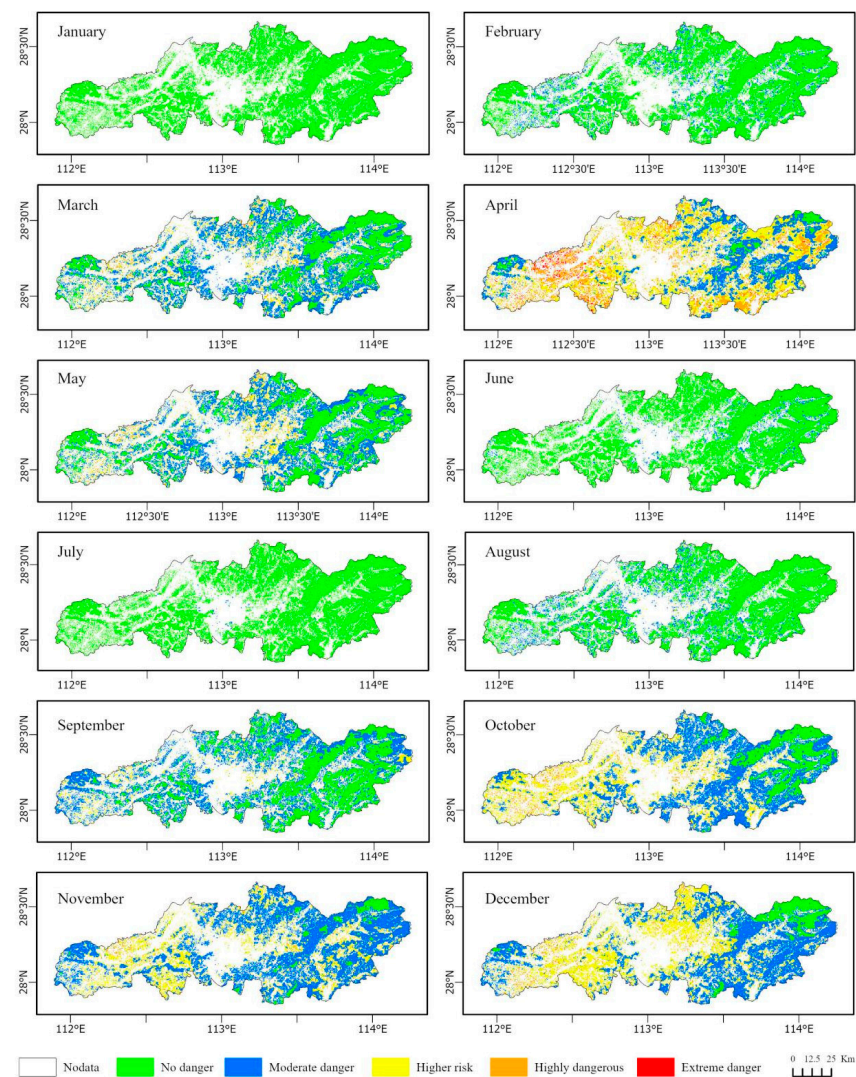 January
February
28°30′N
28°N
28°30′N
28°N
112°E
113°E
114°E
112°E
112°30′E
113°E
113°30′E
114°E
March
April
28°30′N
28°N
28°30′N
28°N
112°E
113°E
114°E
112°E
112°30′E
113°E
113°30′E
114°E
May
June
28°30′N
28°N
28°30′N
28°N
112°E
112°30′E
113°E
113°30′E
114°E
112°E
113°E
114°E
July
August
28°30′N
28°N
28°30′N
28°N
112°E
113°E
114°E
112°E
113°E
114°E
September
October
28°30′N
28°N
28°30′N
28°N
112°E
113°E
114°E
112°E
113°E
114°E
November
December
28°30′N
28°N
28°30′N
28°N
112°E
113°E
114°E
112°E
113°E
114°E
Nodata No danger Moderate danger Higher risk Highly dangerous Extreme danger
0 12.5 25 Km